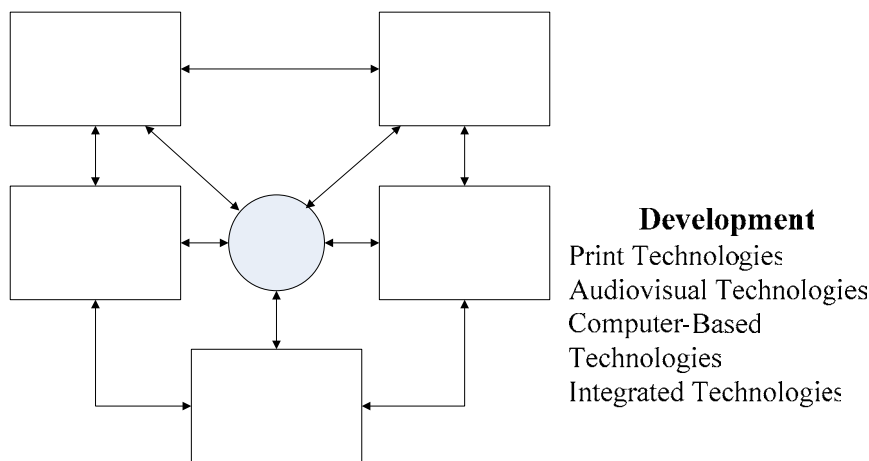 Development
Print Technologies
Audiovisual Technologies
Computer-Based
Technologies
Integrated Technologies